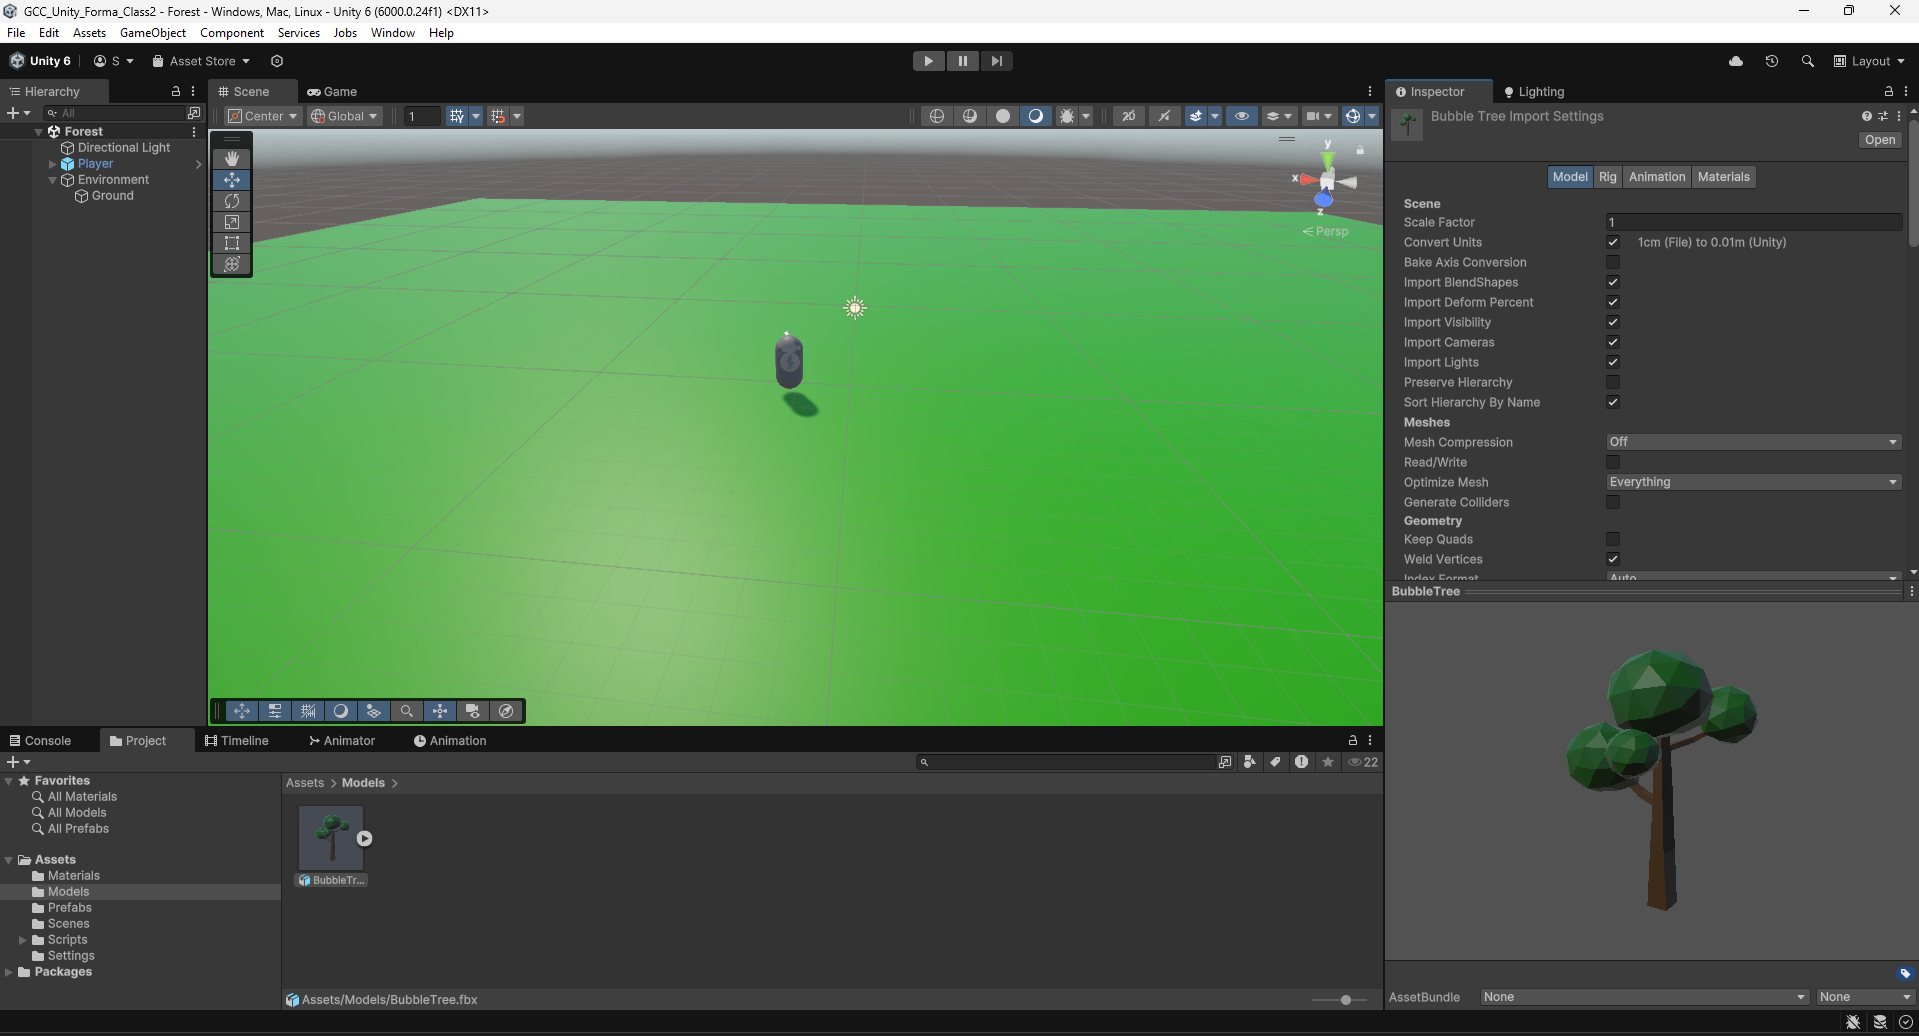 GCC_Unity_Forma_Class2 - Forest - Windows, Mac, Linux - Unity 6 (6000.0.24f1) <DX11>
File Edit Assets GameObject Component Services Jobs Window Help
Unity 6 S Asset Store Layout
Hierarchy
All
Forest
Directional Light
Player
Environment
Ground
Scene Game
Center Global 1 2D
y
x
z
Persp
Inspector Lighting
Bubble Tree Import Settings
Open
Model Rig Animation Materials
Scene
Scale Factor 1
Convert Units 1cm (File) to 0.01m (Unity)
Bake Axis Conversion
Import BlendShapes
Import Deform Percent
Import Visibility
Import Cameras
Import Lights
Preserve Hierarchy
Sort Hierarchy By Name
Meshes
Mesh Compression Off
Read/Write
Optimize Mesh Everything
Generate Colliders
Geometry
Keep Quads
Weld Vertices
Index Format Auto
BubbleTree
AssetBundle None None
Console Project Timeline Animator Animation
22
Favorites
All Materials
All Models
All Prefabs
Assets
Materials
Models
Prefabs
Scenes
Scripts
Settings
Packages
Assets > Models >
BubbleTr...
Assets/Models/BubbleTree.fbx